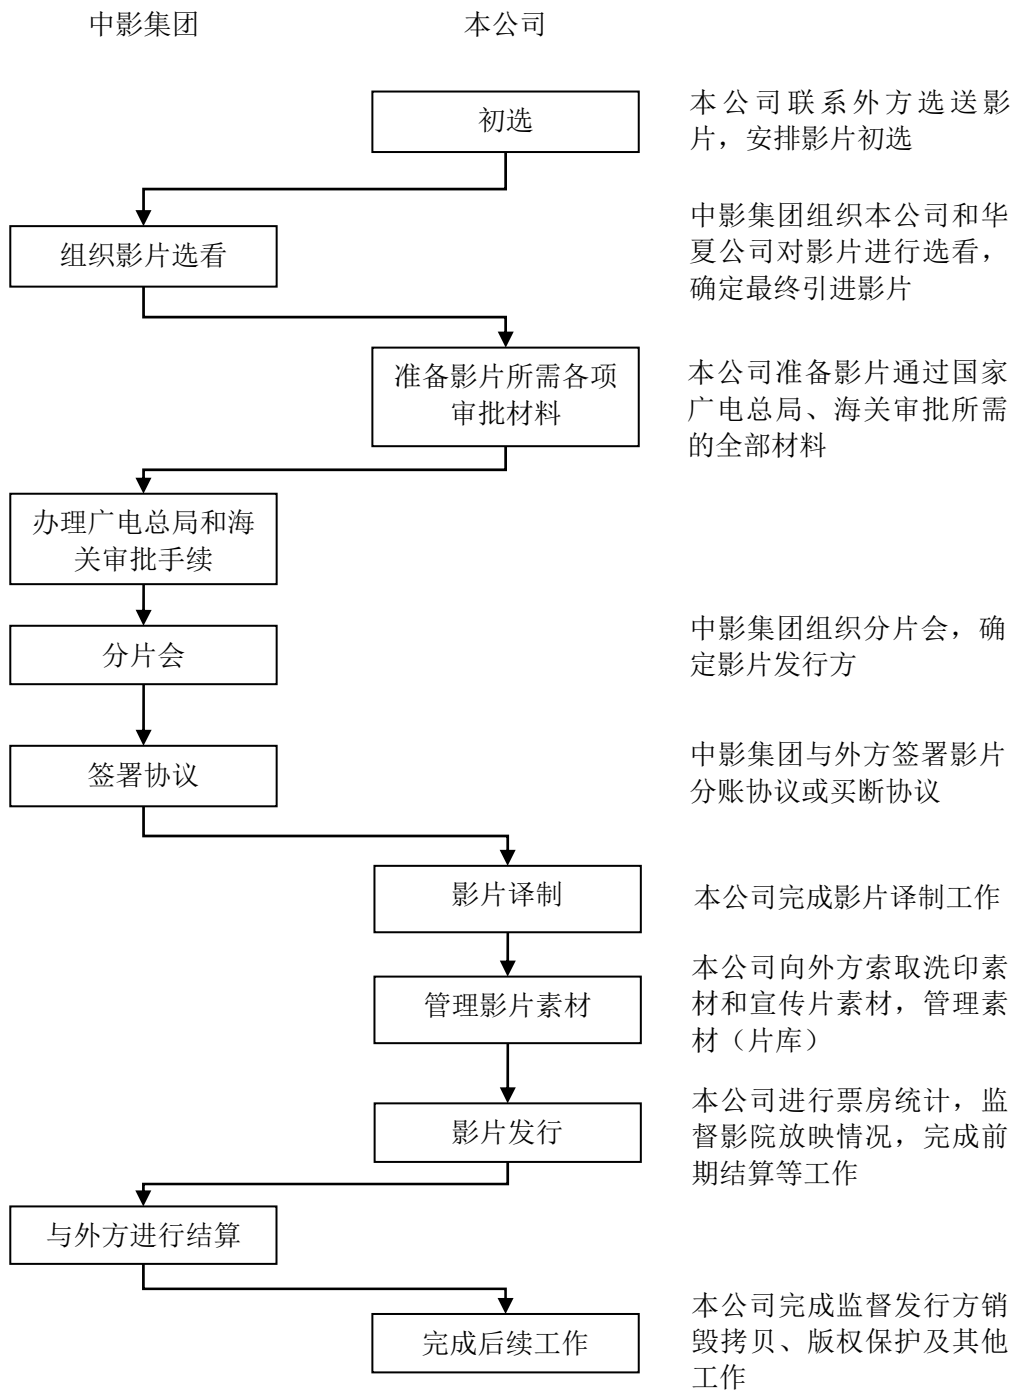 中影集团
本公司
初选
本公司联系外方选送影
片，安排影片初选
组织影片选看
中影集团组织本公司和华
夏公司对影片进行选看，
确定最终引进影片
准备影片所需各项
审批材料
本公司准备影片通过国家
广电总局、海关审批所需
的全部材料
办理广电总局和海
关审批手续
分片会
中影集团组织分片会，确
定影片发行方
签署协议
中影集团与外方签署影片
分账协议或买断协议
影片译制
本公司完成影片译制工作
管理影片素材
本公司向外方索取洗印素
材和宣传片素材，管理素
材（片库）
影片发行
本公司进行票房统计，监
督影院放映情况，完成前
期结算等工作
与外方进行结算
完成后续工作
本公司完成监督发行方销
毁拷贝、版权保护及其他
工作